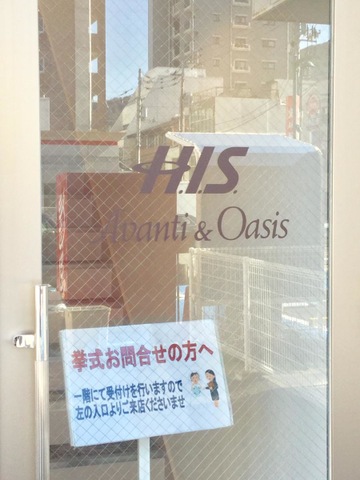 H.I.S.
Avanti & Oasis
挙式お問合せの方へ
一階にて受付けを行いますので
左の入口よりご来店くださいませ